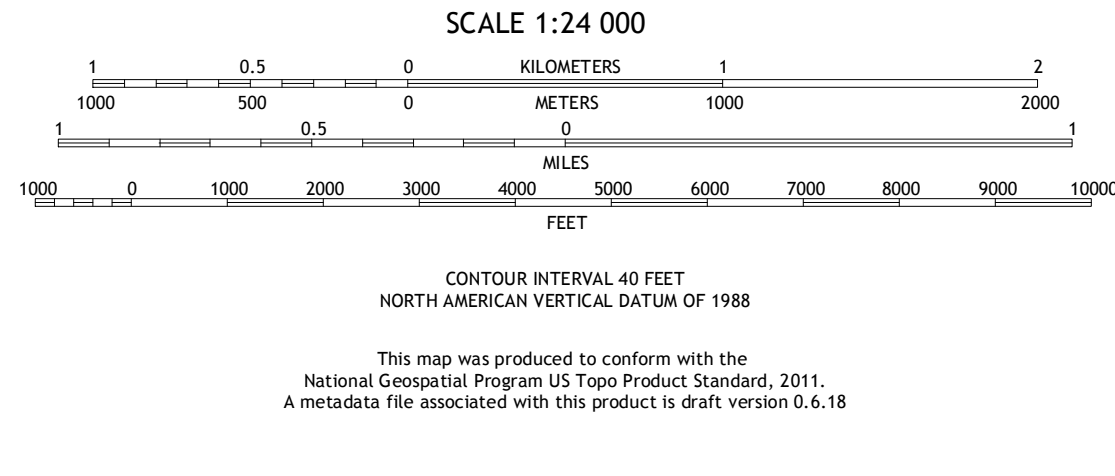 SCALE 1:24 000
1 0.5 0 KILOMETERS 1 2
1000 500 0 METERS 1000 2000
1 0.5 0 1
MILES
1000 0 1000 2000 3000 4000 5000 6000 7000 8000 9000 10000
FEET
CONTOUR INTERVAL 40 FEET
NORTH AMERICAN VERTICAL DATUM OF 1988
This map was produced to conform with the
National Geospatial Program US Topo Product Standard, 2011.
A metadata file associated with this product is draft version 0.6.18